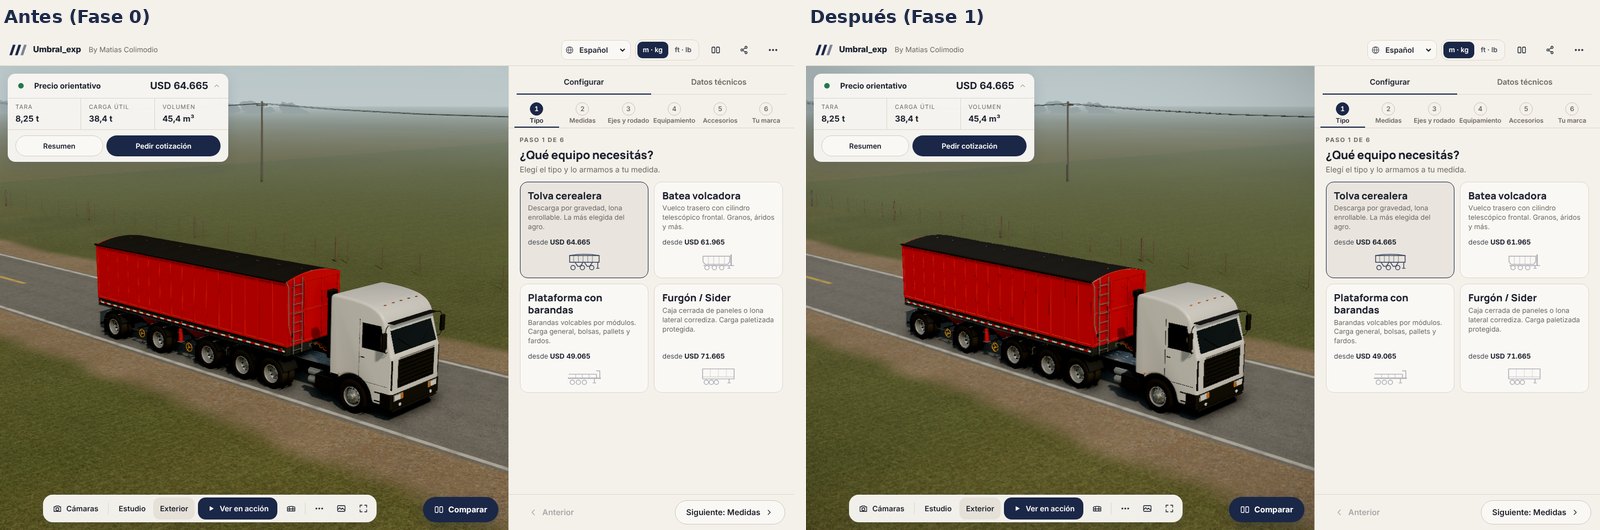 Antes (Fase 0)
Umbral_exp By Matias Colimodio
Español
m · kg ft · lb
Precio orientativo USD 64.665
TARA CARGA ÚTIL VOLUMEN
8,25 t 38,4 t 45,4 m³
Resumen Pedir cotización
Configurar Datos técnicos
1 2 3 4 5 6
Tipo Medidas Ejes y rodado Equipamiento Accesorios Tu marca
PASO 1 DE 6
¿Qué equipo necesitás?
Elegí el tipo y lo armamos a tu medida.
Tolva cerealera
Descarga por gravedad, lona
enrollable. La más elegida del
agro.
desde USD 64.665
Batea volcadora
Vuelco trasero con cilindro
telescópico frontal. Granos, áridos
y más.
desde USD 61.965
Plataforma con
barandas
Barandas volcables por módulos.
Carga general, bolsas, pallets y
fardos.
desde USD 49.065
Furgón / Sider
Caja cerrada de paneles o lona
lateral corrediza. Carga paletizada
protegida.
desde USD 71.665
Cámaras Estudio Exterior Ver en acción
Comparar
Anterior Siguiente: Medidas
Después (Fase 1)
Umbral_exp By Matias Colimodio
Español
m · kg ft · lb
Precio orientativo USD 64.665
TARA CARGA ÚTIL VOLUMEN
8,25 t 38,4 t 45,4 m³
Resumen Pedir cotización
Configurar Datos técnicos
1 2 3 4 5 6
Tipo Medidas Ejes y rodado Equipamiento Accesorios Tu marca
PASO 1 DE 6
¿Qué equipo necesitás?
Elegí el tipo y lo armamos a tu medida.
Tolva cerealera
Descarga por gravedad, lona
enrollable. La más elegida del
agro.
desde USD 64.665
Batea volcadora
Vuelco trasero con cilindro
telescópico frontal. Granos, áridos
y más.
desde USD 61.965
Plataforma con
barandas
Barandas volcables por módulos.
Carga general, bolsas, pallets y
fardos.
desde USD 49.065
Furgón / Sider
Caja cerrada de paneles o lona
lateral corrediza. Carga paletizada
protegida.
desde USD 71.665
Cámaras Estudio Exterior Ver en acción
Comparar
Anterior Siguiente: Medidas